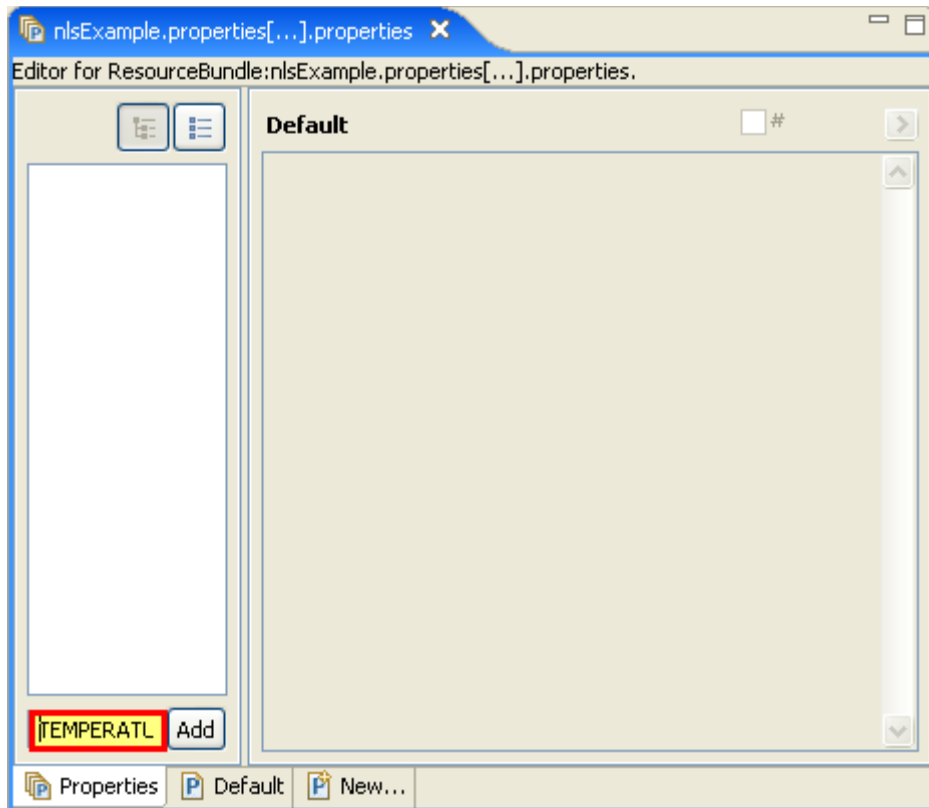 nlsExample.properties[...].properties
Editor for ResourceBundle:nlsExample.properties[...].properties.
Default #
TEMPERATU Add
Properties Default New...